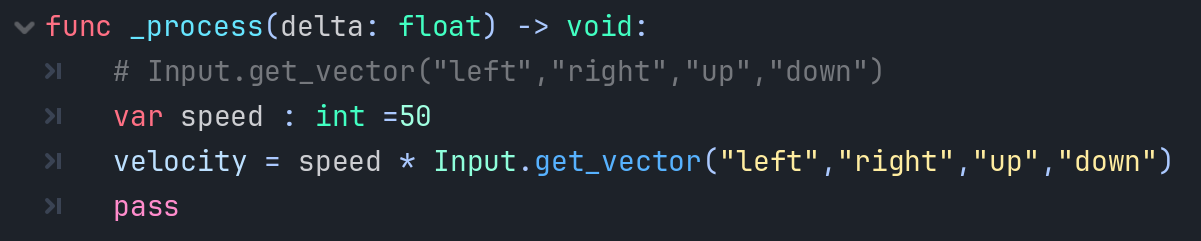 func _process(delta: float) -> void:
# Input.get_vector("left","right","up","down")
var speed : int =50
velocity = speed * Input.get_vector("left","right","up","down")
pass